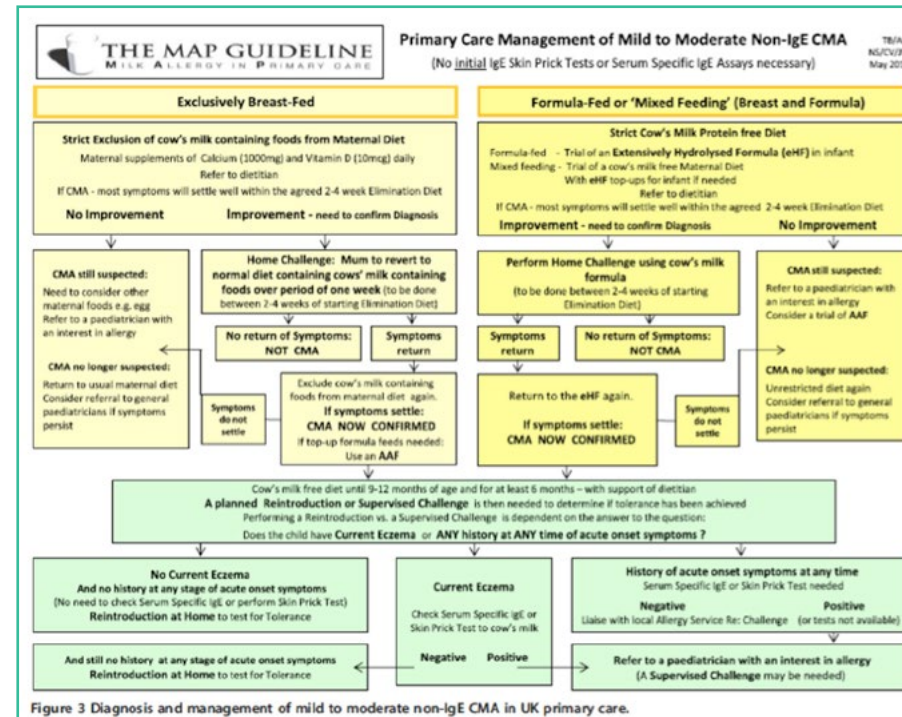 THE MAP GUIDELINE
MILK ALLERGY IN PRIMARY CARE
Primary Care Management of Mild to Moderate Non-IgE CMA
(No initial IgE Skin Prick Tests or Serum Specific IgE Assays necessary)
May
Exclusively Breast-Fed
Strict Exclusion of cow's milk containing foods from Maternal Diet
Maternal supplements of Calcium (1000mg) and Vitamin D (10mcg) daily
Refer to dietitian
If CMA - most symptoms will settle well within the agreed 2-4 week Elimination Diet
No Improvement
Improvement - need to confirm Diagnosis
CMA still suspected:
Need to consider other
maternal foods e.g. egg
Refer to a paediatrician with
an interest in allergy
CMA no longer suspected:
Return to usual maternal diet
Consider referral to general
paediatricians if symptoms
persist
Home Challenge: Mum to revert to
normal diet containing cows' milk containing
foods over period of one week (to be done
between 2-4 weeks of starting Elimination Diet)
No return of Symptoms:
NOT CMA
Symptoms
return
Symptoms
do not
settle
Exclude cow's milk containing
foods from maternal diet again.
If symptoms settle:
CMA NOW CONFIRMED
If top-up formula feeds needed:
Use an AAF
Formula-Fed or 'Mixed Feeding' (Breast and Formula)
Strict Cow's Milk Protein free Diet
Formula-fed - Trial of an Extensively Hydrolysed Formula (eHF) in infant
Mixed feeding - Trial of a cow's milk free Maternal Diet
With eHF top-ups for infant if needed
Refer to dietitian
If CMA - most symptoms will settle well within the agreed 2-4 week Elimination Diet
Improvement - need to confirm Diagnosis
No Improvement
Perform Home Challenge using cow's milk
formula
(to be done between 2-4 weeks of starting
Elimination Diet)
Symptoms
return
No return of Symptoms:
NOT CMA
Return to the eHF again.
If symptoms settle:
CMA NOW CONFIRMED
Symptoms
do not
settle
CMA still suspected:
Refer to a paediatrician with
an interest in allergy
Consider a trial of AAF
CMA no longer suspected:
Unrestricted diet again
Consider referral to general
paediatricians if symptoms
persist
Cow's milk free diet until 9-12 months of age and for at least 6 months – with support of dietitian
A planned Reintroduction or Supervised Challenge is then needed to determine if tolerance has been achieved
Performing a Reintroduction vs. a Supervised Challenge is dependent on the answer to the question:
Does the child have Current Eczema or ANY history at ANY time of acute onset symptoms ?
No Current Eczema
And no history at any stage of acute onset symptoms
(No need to check Serum Specific IgE or perform Skin Prick Test)
Reintroduction at Home to test for Tolerance
And still no history at any stage of acute onset symptoms
Reintroduction at Home to test for Tolerance
Current Eczema
Check Serum Specific IgE or
Skin Prick Test to cow's milk
Negative Positive
History of acute onset symptoms at any time
Serum Specific IgE or Skin Prick Test needed
Negative Positive
Liaise with local Allergy Service Re: Challenge (or tests not available)
Refer to a paediatrician with an interest in allergy
(A Supervised Challenge may be needed)
Figure 3 Diagnosis and management of mild to moderate non-IgE CMA in UK primary care.